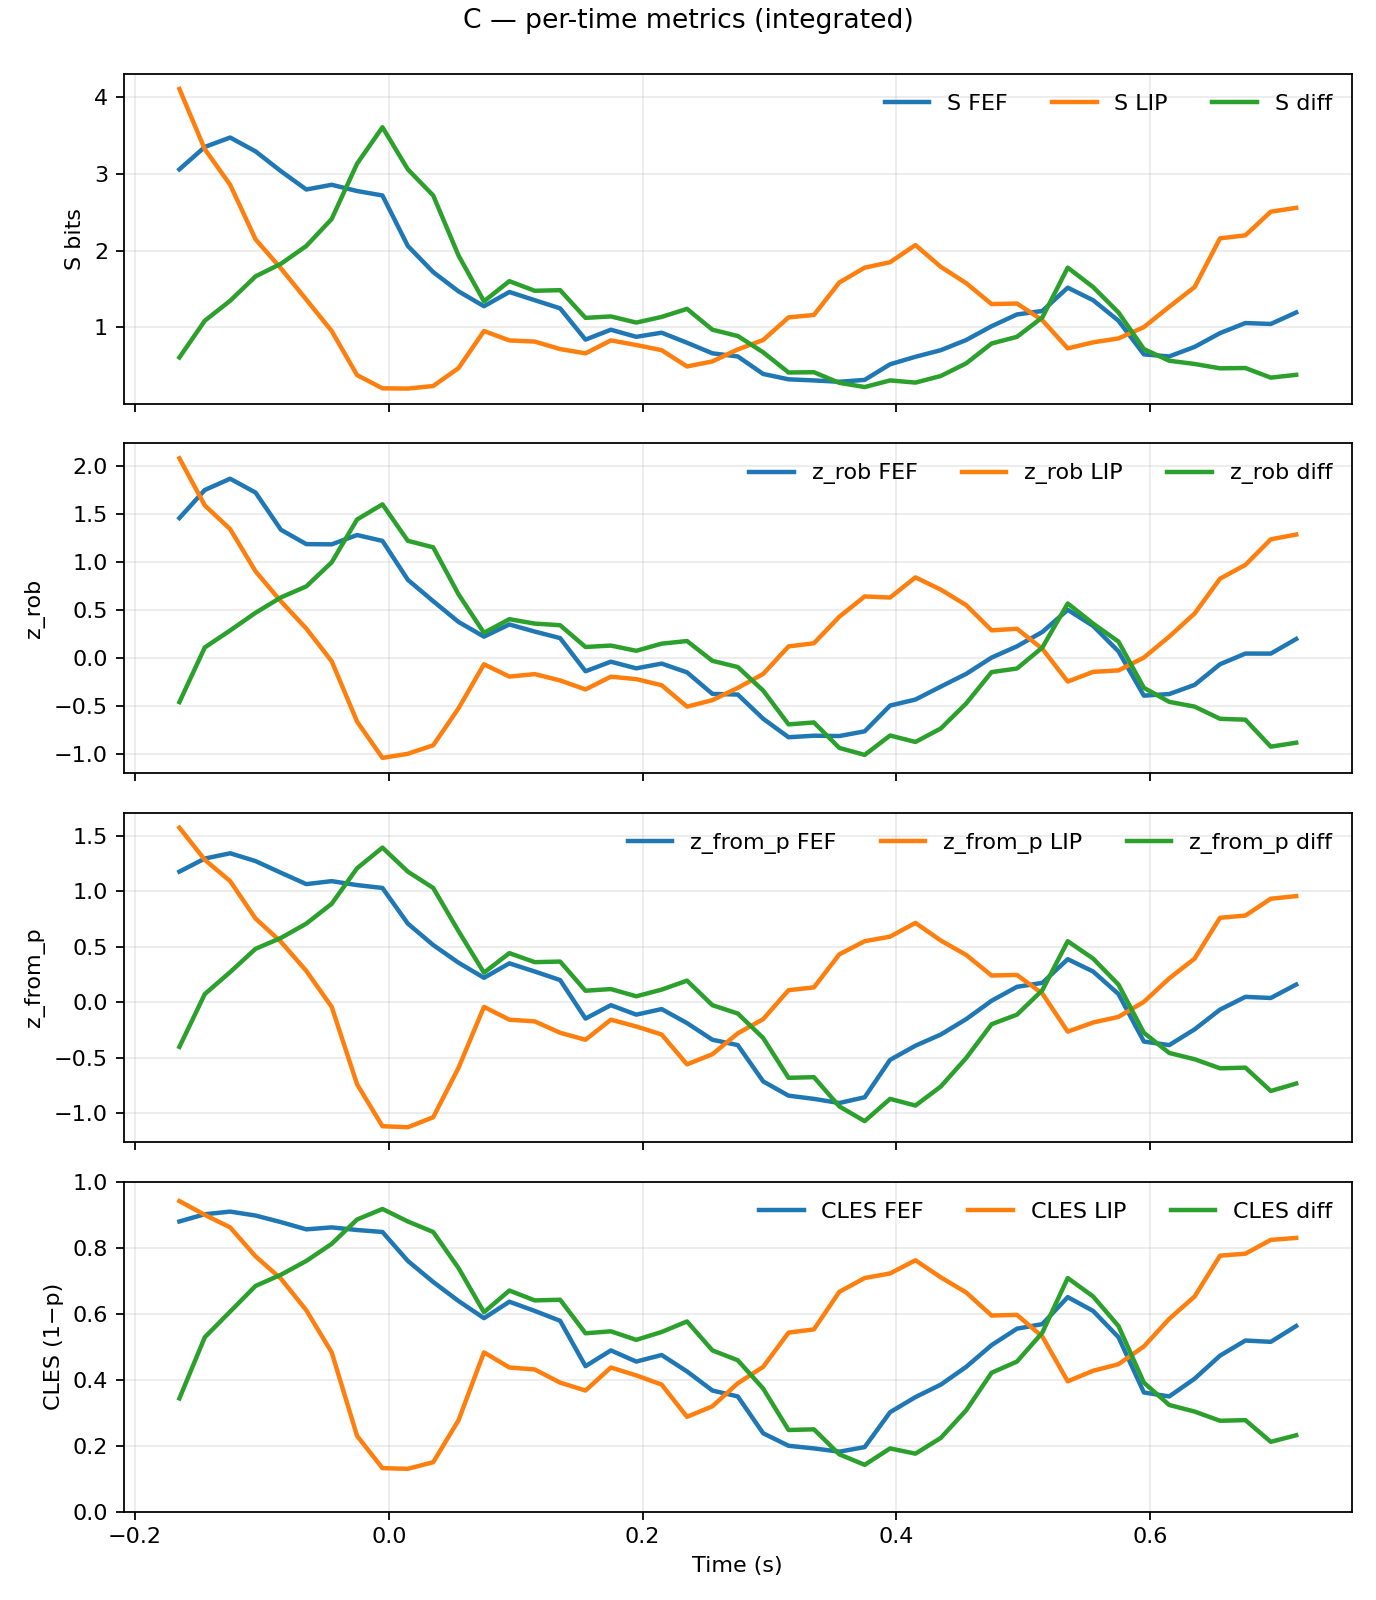 C — per-time metrics (integrated)
S FEF S LIP S diff
4
3
2
1
S bits
z_rob FEF z_rob LIP z_rob diff
2.0
1.5
1.0
0.5
0.0
−0.5
−1.0
z_rob
z_from_p FEF z_from_p LIP z_from_p diff
1.5
1.0
0.5
0.0
−0.5
−1.0
z_from_p
CLES FEF CLES LIP CLES diff
1.0
0.8
0.6
0.4
0.2
0.0
CLES (1−p)
−0.2 0.0 0.2 0.4 0.6
Time (s)